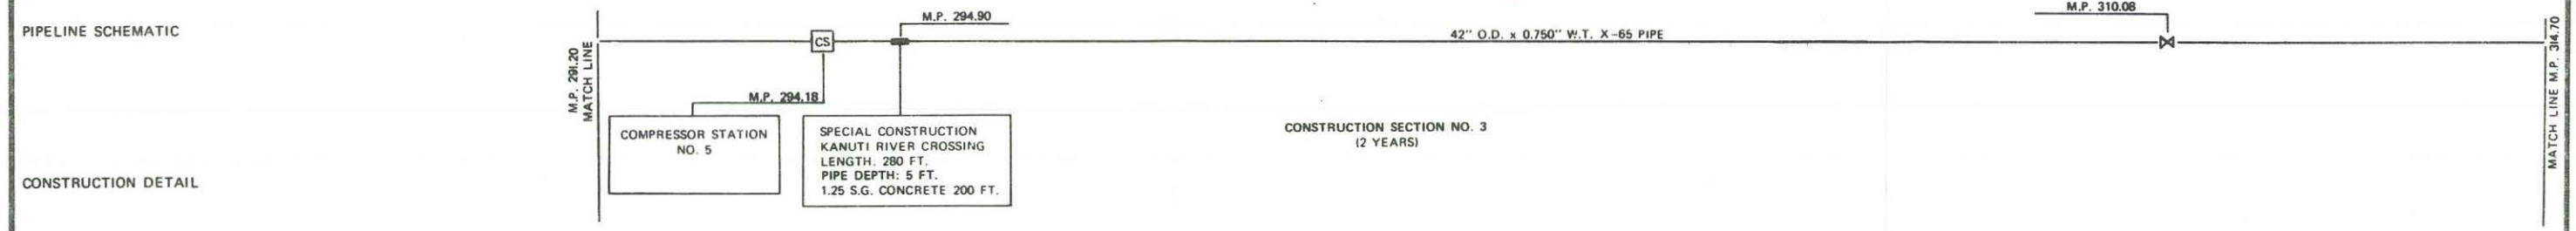 PIPELINE SCHEMATIC
M.P. 291.20
MATCH LINE
CS
M.P. 294.90
42" O.D. x 0.750" W.T. X-65 PIPE
M.P. 310.08
MATCH LINE M.P. 314.70
M.P. 294.18
COMPRESSOR STATION
NO. 5
SPECIAL CONSTRUCTION
KANUTI RIVER CROSSING
LENGTH. 280 FT.
PIPE DEPTH: 5 FT.
1.25 S.G. CONCRETE 200 FT.
CONSTRUCTION SECTION NO. 3
(2 YEARS)
CONSTRUCTION DETAIL